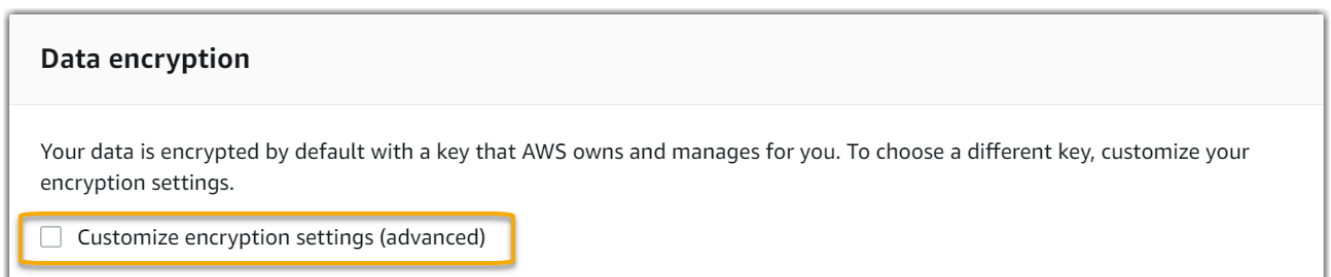 Data encryption
Your data is encrypted by default with a key that AWS owns and manages for you. To choose a different key, customize your
encryption settings.
Customize encryption settings (advanced)